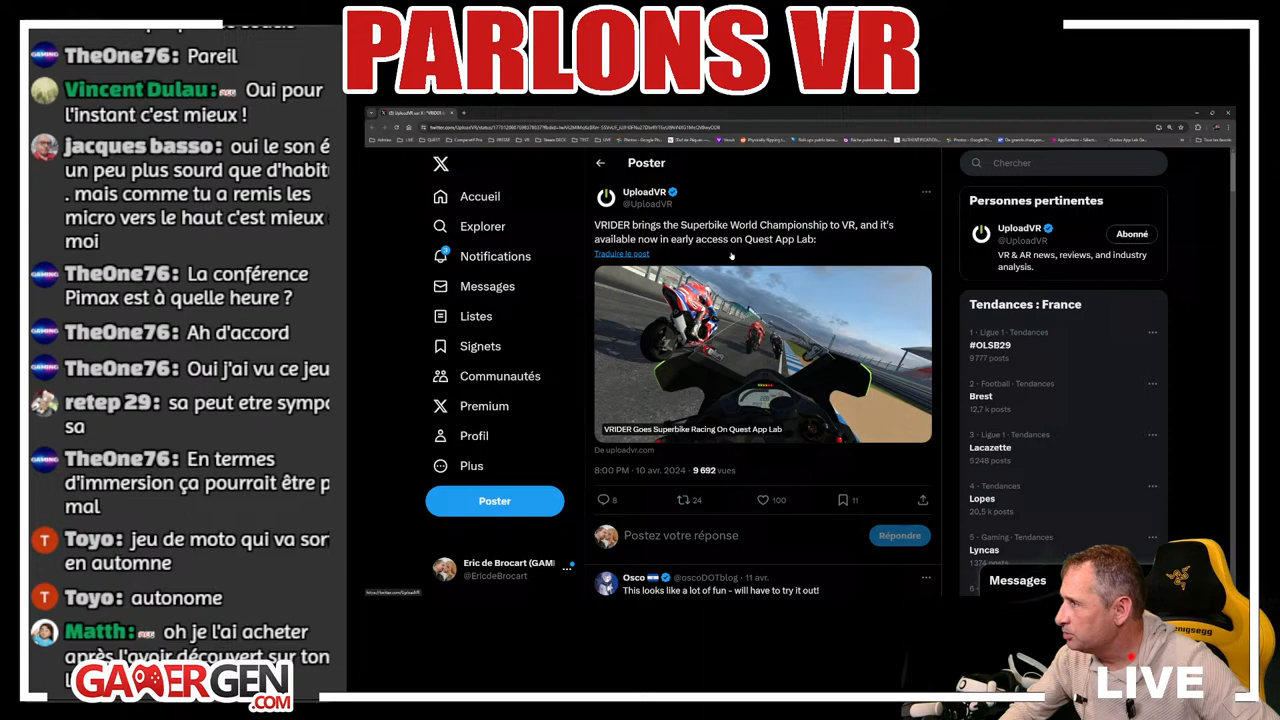 PARLONS VR
TheOne76: Pareil
Vincent Dulau: Oui pour
l'instant c'est mieux !
jacques basso: oui le son é
un peu plus sourd que d'habit
. mais comme tu a remis les
micro vers le haut c'est mieux
moi
TheOne76: La conférence
Pimax est à quelle heure ?
TheOne76: Ah d'accord
TheOne76: Oui j'ai vu ce jeu
retep 29: sa peut etre sympo
sa
TheOne76: En termes
d'immersion ça pourrait être p
mal
Toyo: jeu de moto qui va sor
en automne
Toyo: autonome
Matth: oh je l'ai acheter
après l'avoir découvert sur ton
GAMERGEN
.COM
Accueil
Explorer
3
Notifications
Messages
Listes
Signets
Communautés
Premium
Profil
Plus
Poster
Eric de Brocart (GAM
@EricdeBrocart
Poster
UploadVR
@UploadVR
VRIDER brings the Superbike World Championship to VR, and it's
available now in early access on Quest App Lab:
Traduire le post
VRIDER Goes Superbike Racing On Quest App Lab
De uploadvr.com
8:00 PM · 10 avr. 2024 · 9 692 vues
8 24 100 11
Postez votre réponse
Répondre
Osco @oscoDOTblog · 11 avr.
This looks like a lot of fun - will have to try it out!
Chercher
Personnes pertinentes
UploadVR
@UploadVR
Abonné
VR & AR news, reviews, and industry
analysis.
Tendances : France
1 · Ligue 1 · Tendances
#OLSB29
9 777 posts
2 · Football · Tendances
Brest
12,7 k posts
3 · Ligue 1 · Tendances
Lacazette
5 248 posts
4 · Tendances
Lopes
20,5 k posts
5 · Gaming · Tendances
Lyncas
Messages
LIVE